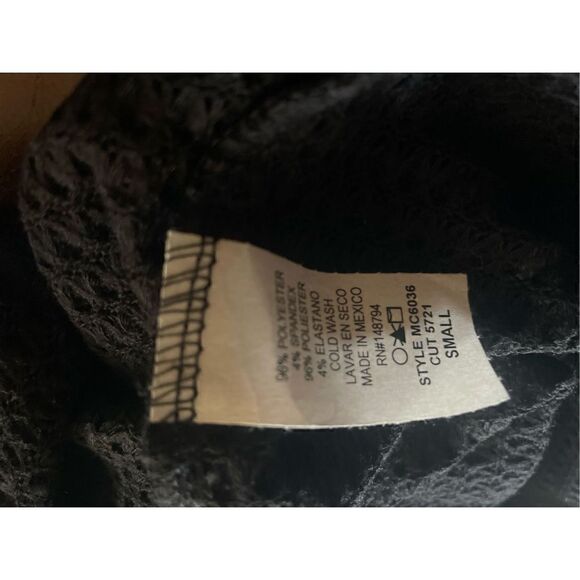 96% POLYESTER
4% SPANDEX
96% POLIESTER
4% ELASTANO
COLD WASH
LAVAR EN SECO
MADE IN MEXICO
RN#148794
STYLE MC6036
CUT 5721
SMALL